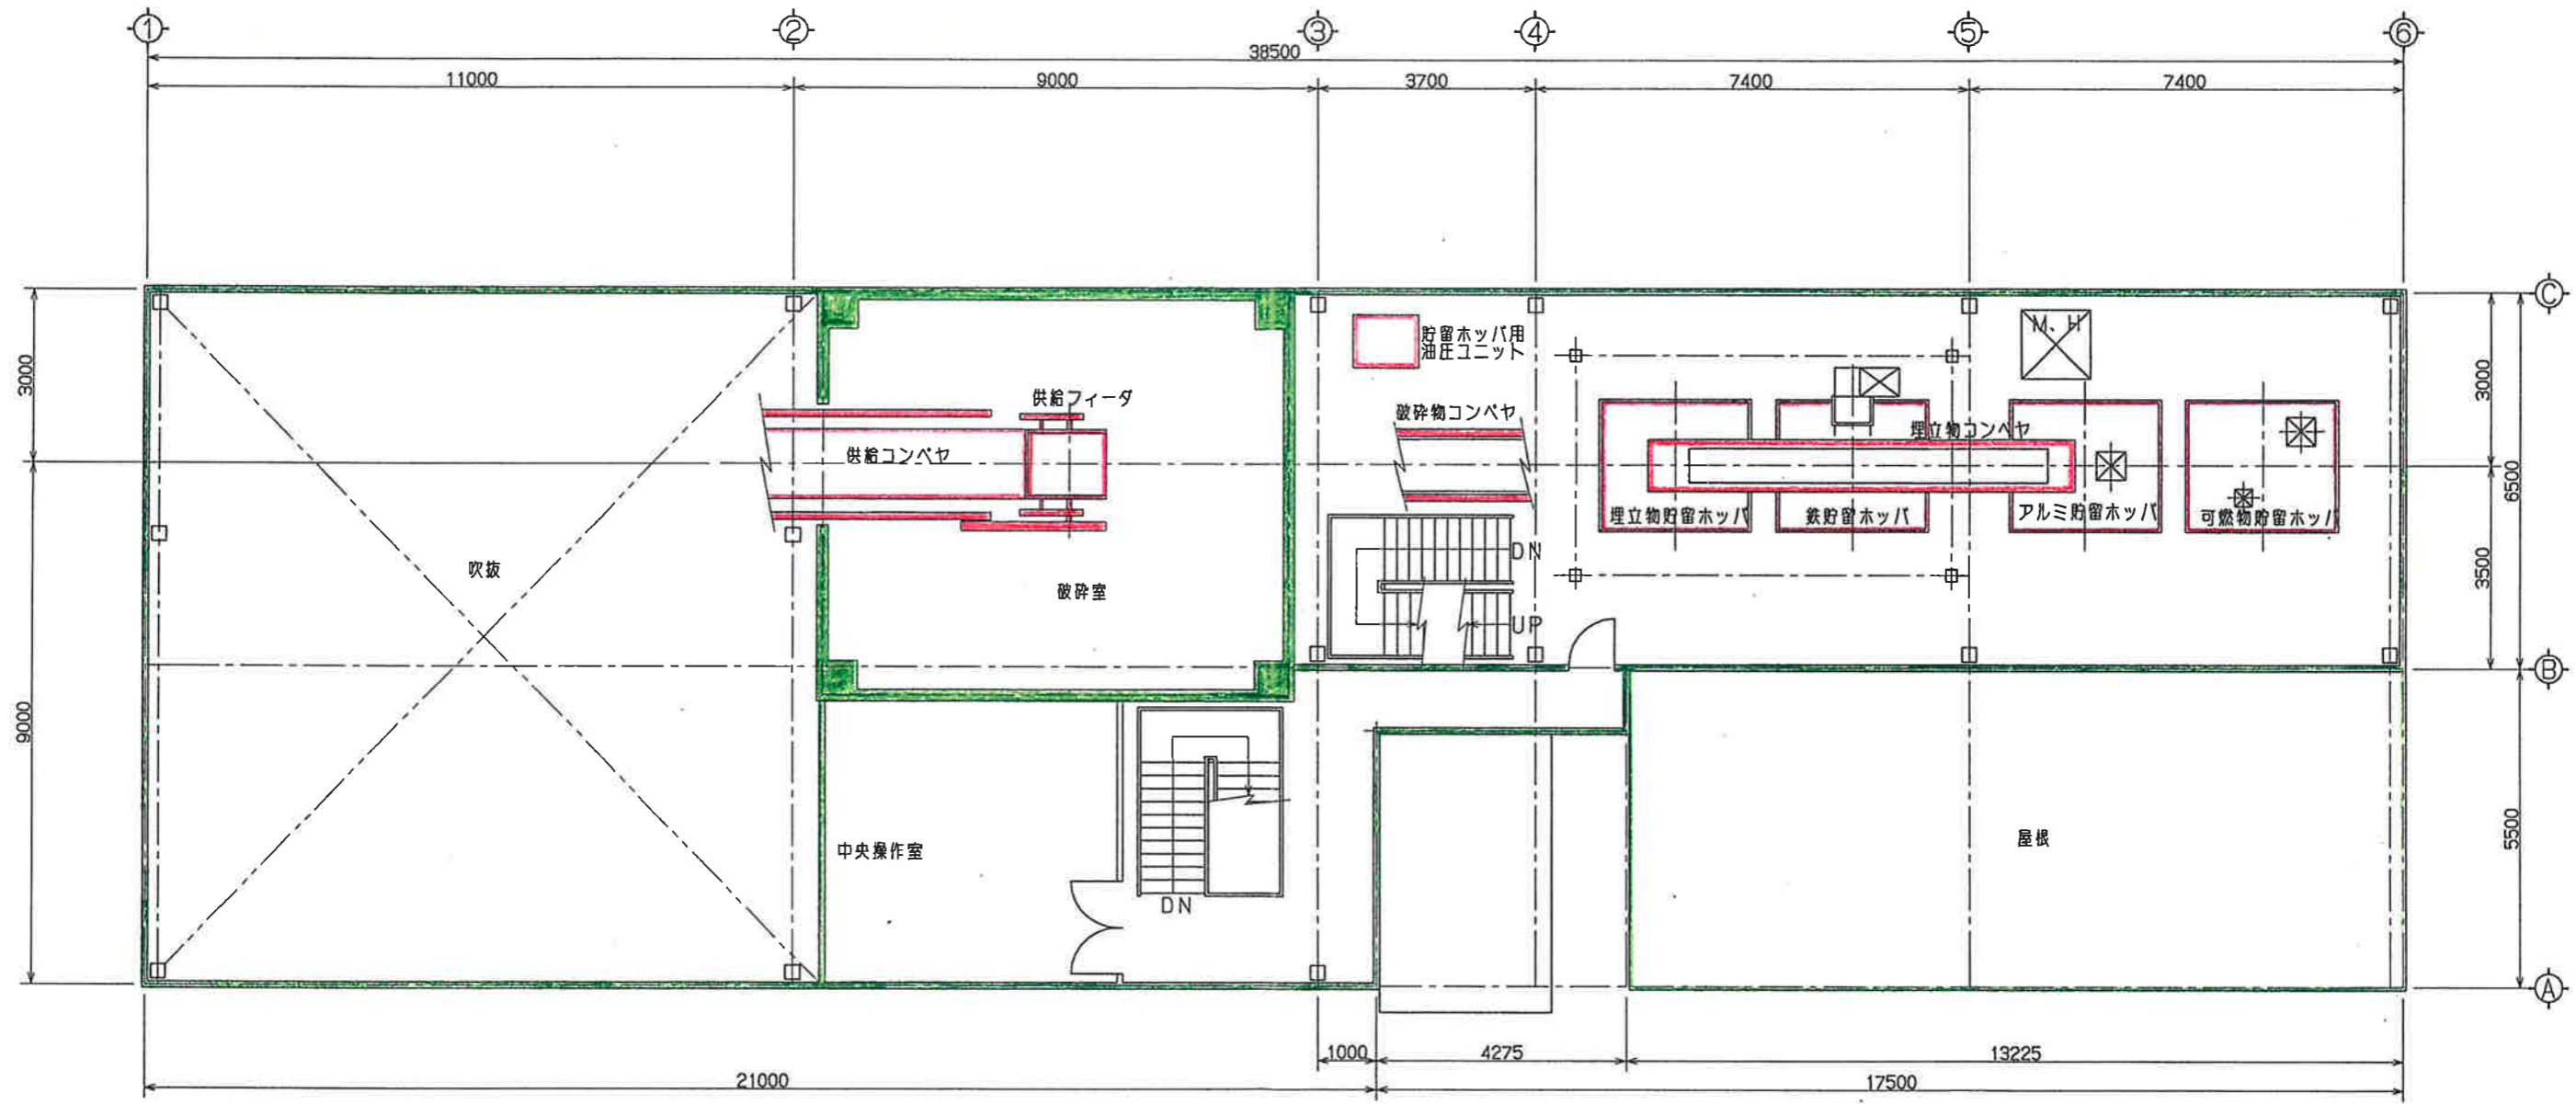 ① ② ③ ④ ⑤ ⑥
38500
11000 9000 3700 7400 7400
Ⓒ
M、H
貯留ホッパ用
油圧ユニット
3000
3000
供給フィーダ
破砕物コンベヤ
埋立物コンベヤ
供給コンベヤ
6500
埋立物貯留ホッパ 鉄貯留ホッパ アルミ貯留ホッパ 可燃物貯留ホッパ
DN
吹抜
3500
破砕室
UP
Ⓑ
9000
5500
屋根
中央操作室
DN
Ⓐ
1000 4275 13225
21000 17500